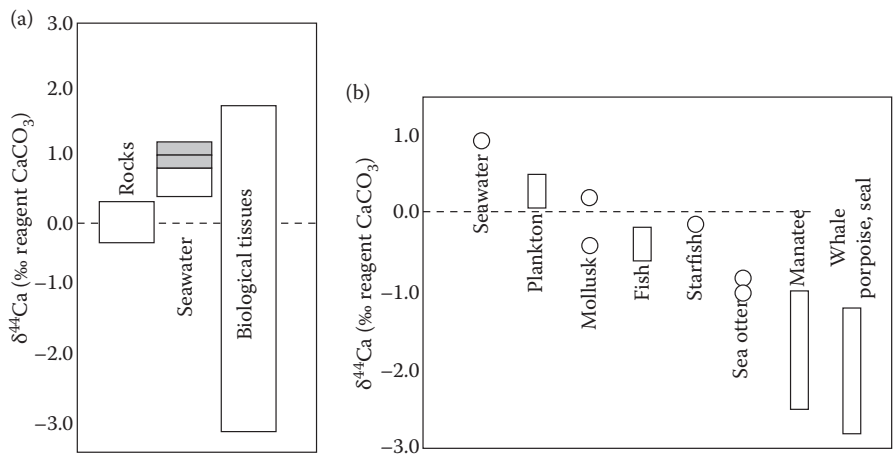 (a)
3.0
2.0
1.0
0.0
−1.0
−2.0
−3.0
δ44Ca (‰ reagent CaCO3)
Rocks
Seawater
Biological tissues
(b)
1.0
0.0
−1.0
−2.0
−3.0
δ44Ca (‰ reagent CaCO3)
Seawater
Plankton
Mollusk
Fish
Starfish
Sea otter
Manatee
Whale
porpoise, seal